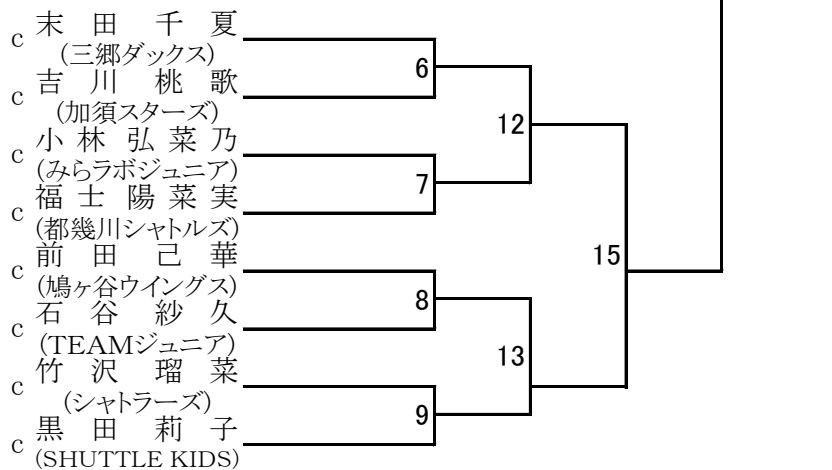 c 末田 千夏
(三郷ダックス)
c 吉川 桃歌
(加須スターズ)
c 小林 弘菜乃
(みらラボジュニア)
c 福士 陽菜実
(都幾川シャトルズ)
c 前田 己華
(鳩ヶ谷ウイングス)
c 石谷 紗久
(TEAMジュニア)
c 竹沢 瑠菜
(シャトラーズ)
c 黒田 莉子
(SHUTTLE KIDS)
6
7
8
9
12
13
15